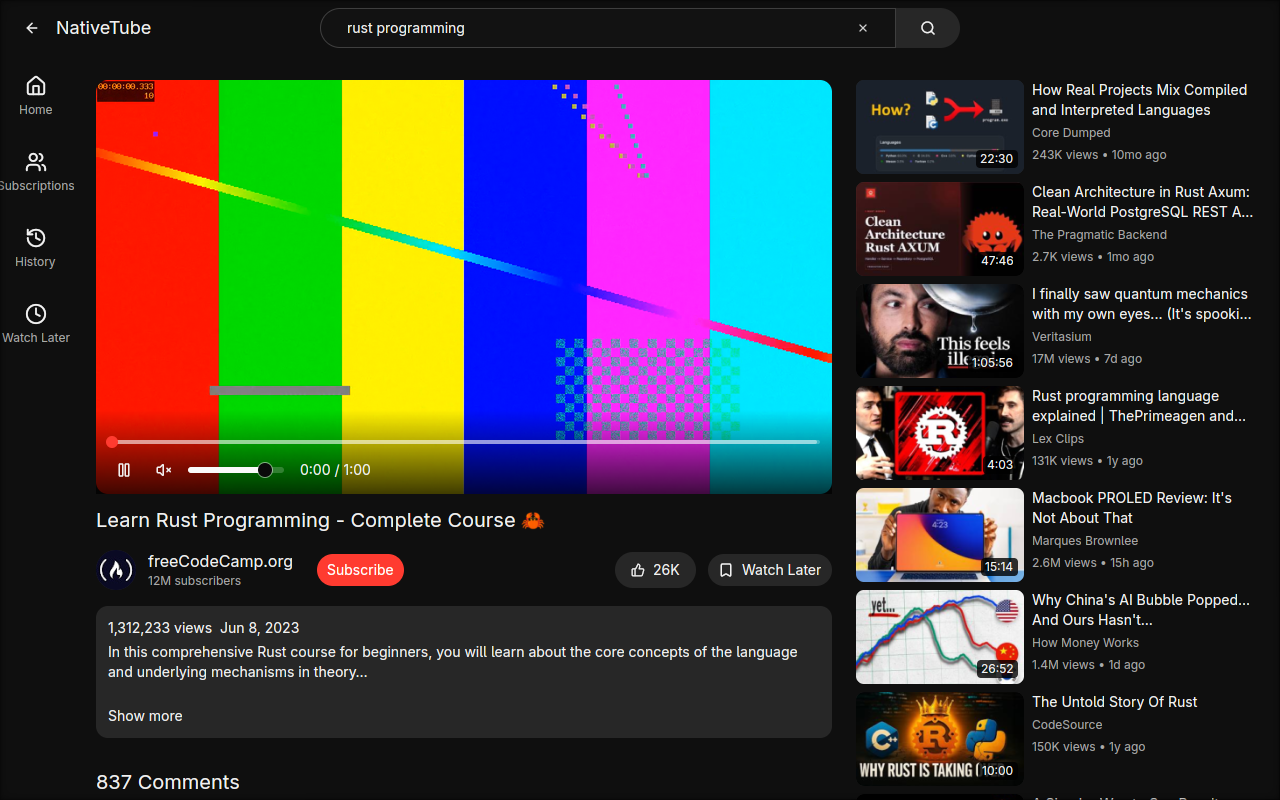 NativeTube
rust programming
Home
Subscriptions
History
Watch Later
00:00:00.333
10
0:00 / 1:00
Learn Rust Programming - Complete Course 🦀
freeCodeCamp.org
12M subscribers
Subscribe
26K
Watch Later
1,312,233 views Jun 8, 2023
In this comprehensive Rust course for beginners, you will learn about the core concepts of the language
and underlying mechanisms in theory...
Show more
837 Comments
How?
program.exe
Languages
22:30
How Real Projects Mix Compiled
and Interpreted Languages
Core Dumped
243K views • 10mo ago
Clean
Architecture
Rust AXUM
47:46
Clean Architecture in Rust Axum:
Real-World PostgreSQL REST A...
The Pragmatic Backend
2.7K views • 1mo ago
This feels
1:05:56
I finally saw quantum mechanics
with my own eyes... (It's spooki...
Veritasium
17M views • 7d ago
R
4:03
Rust programming language
explained | ThePrimeagen and...
Lex Clips
131K views • 1y ago
4:23
15:14
Macbook PROLED Review: It's
Not About That
Marques Brownlee
2.6M views • 15h ago
yet...
26:52
Why China's AI Bubble Popped...
And Ours Hasn't...
How Money Works
1.4M views • 1d ago
C++
R
WHY RUST IS TAKING
10:00
The Untold Story Of Rust
CodeSource
150K views • 1y ago